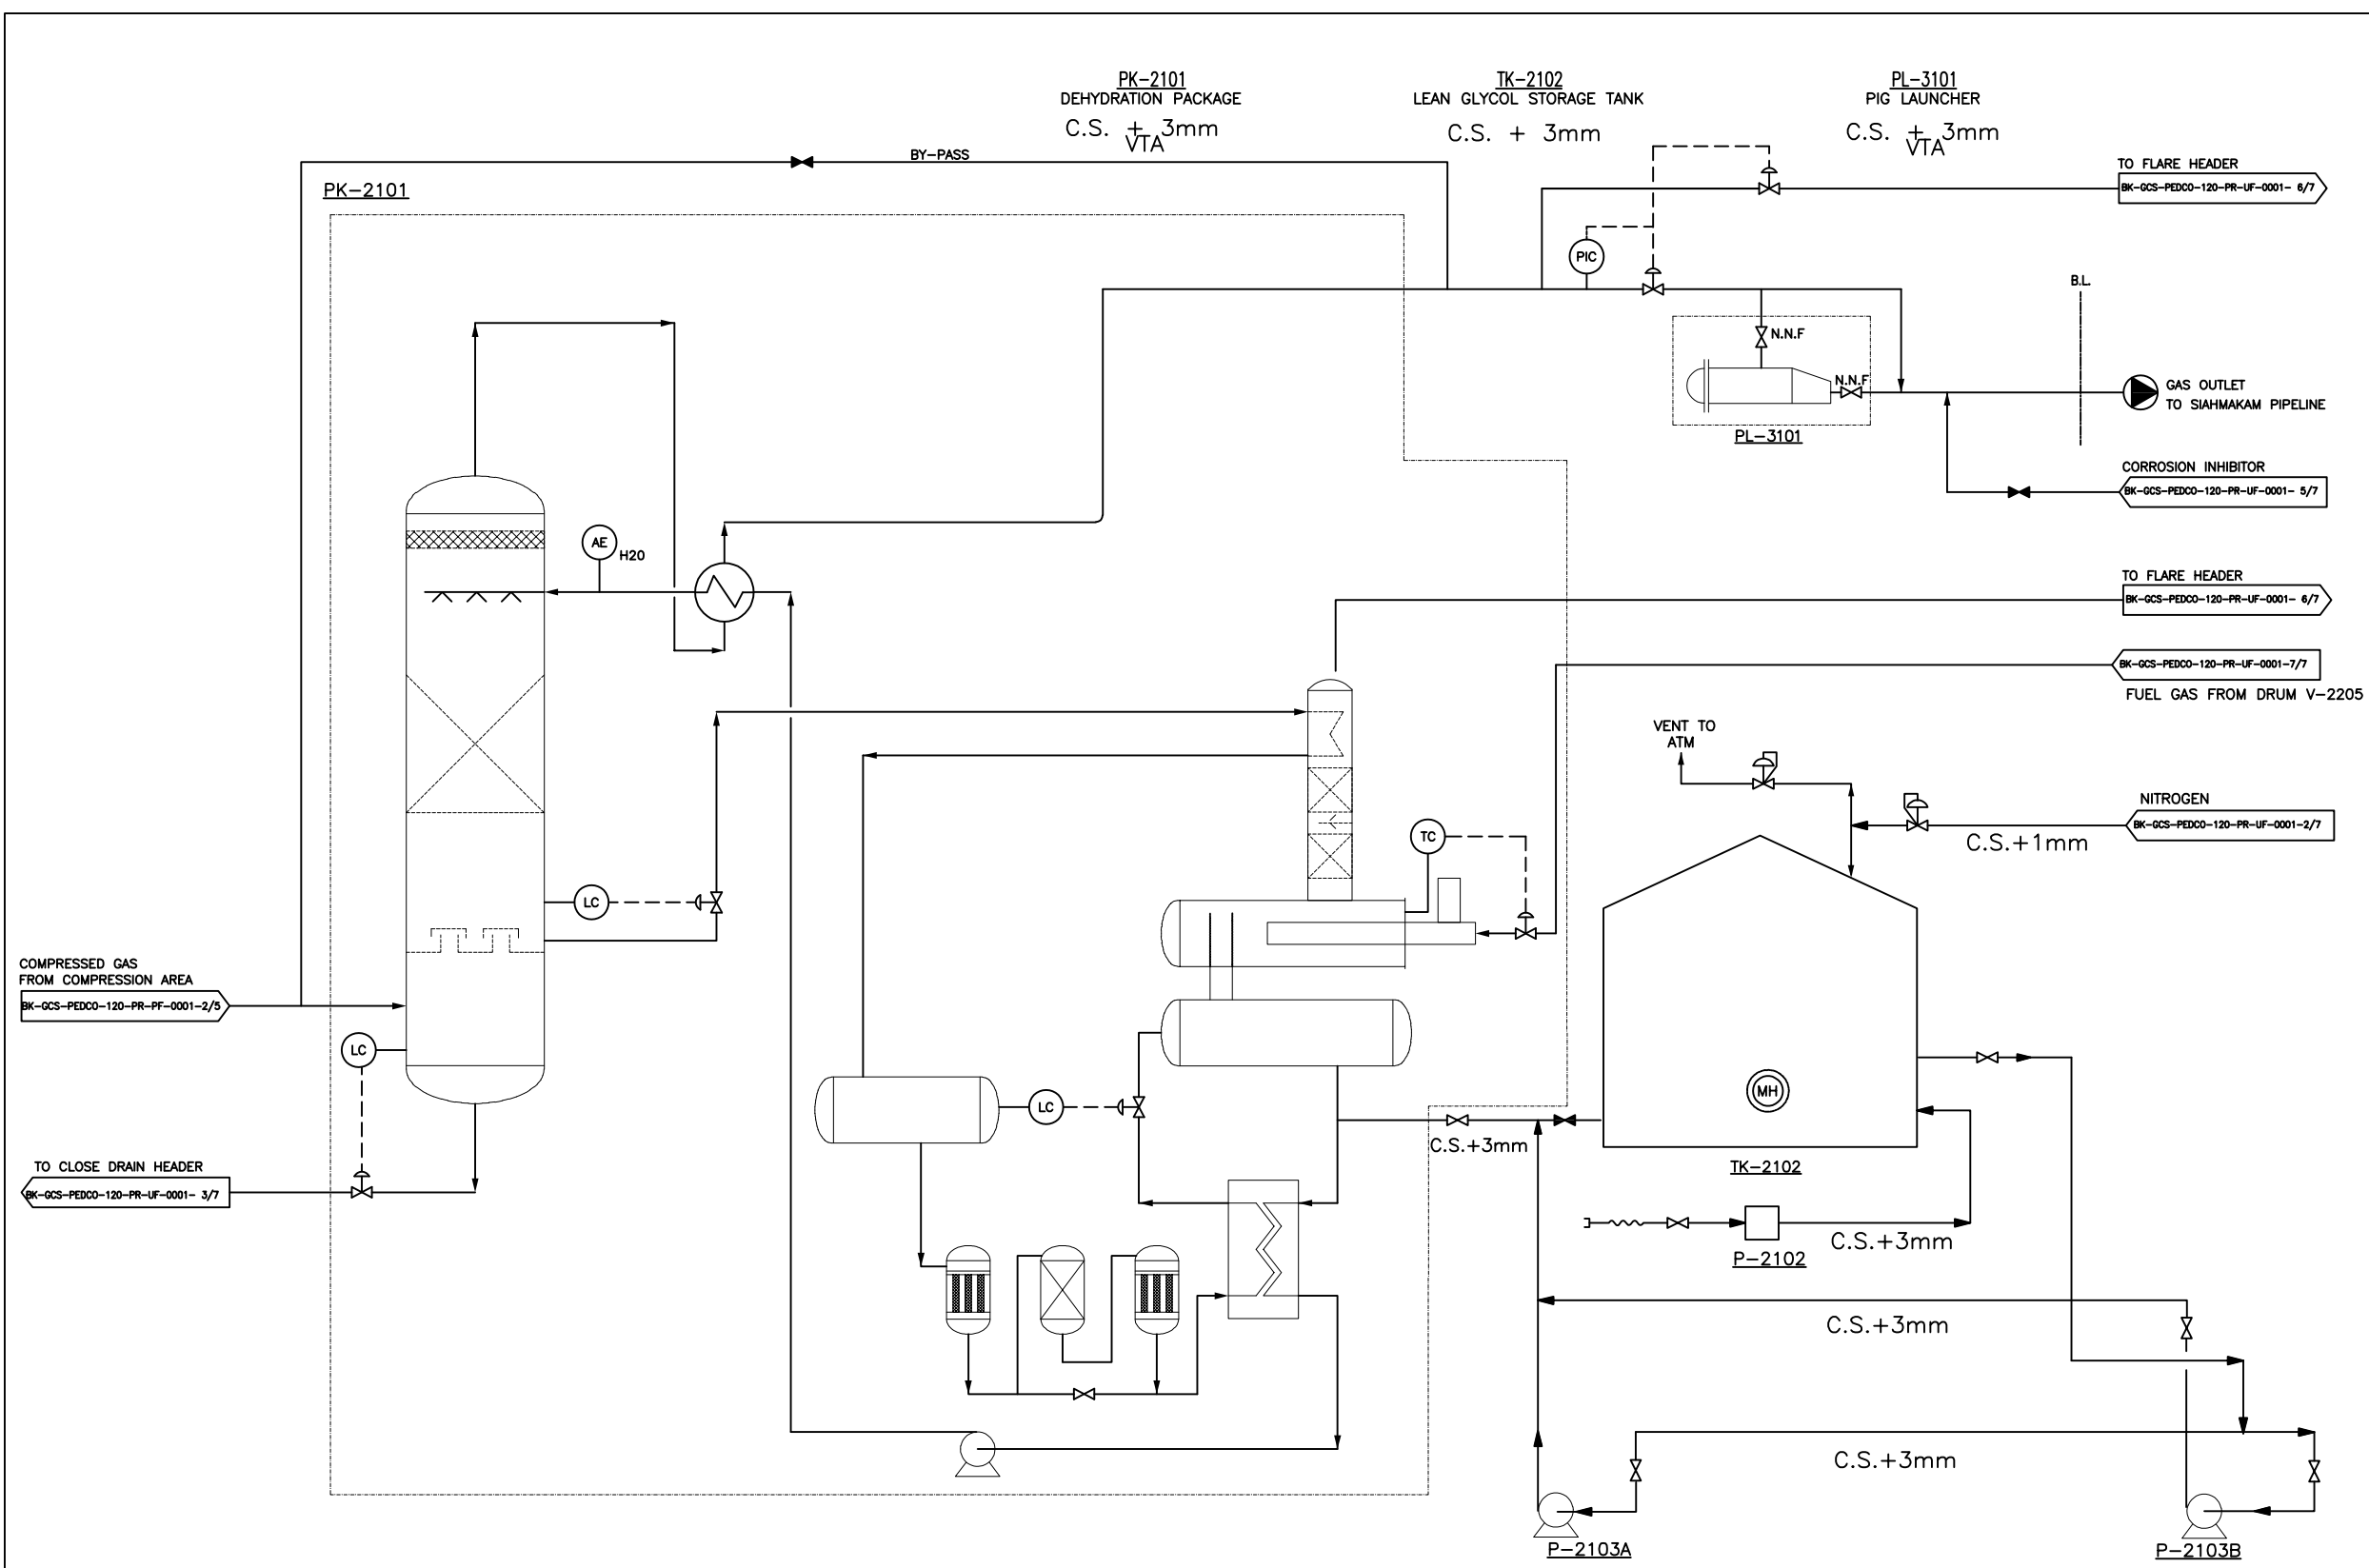 PK-2101
DEHYDRATION PACKAGE
C.S. + 3mm
VTA
TK-2102
LEAN GLYCOL STORAGE TANK
C.S. + 3mm
PL-3101
PIG LAUNCHER
C.S. + 3mm
VTA
BY-PASS
PK-2101
TO FLARE HEADER
BK-GCS-PEDCO-120-PR-UF-0001- 6/7
PIC
B.L.
N.N.F
N.N.F
GAS OUTLET
TO SIAHMAKAM PIPELINE
PL-3101
CORROSION INHIBITOR
BK-GCS-PEDCO-120-PR-UF-0001- 5/7
AE
H20
TO FLARE HEADER
BK-GCS-PEDCO-120-PR-UF-0001- 6/7
BK-GCS-PEDCO-120-PR-UF-0001-7/7
FUEL GAS FROM DRUM V-2205
VENT TO
ATM
NITROGEN
BK-GCS-PEDCO-120-PR-UF-0001-2/7
C.S.+1mm
TC
LC
COMPRESSED GAS
FROM COMPRESSION AREA
BK-GCS-PEDCO-120-PR-PF-0001-2/5
LC
LC
MH
C.S.+3mm
TK-2102
TO CLOSE DRAIN HEADER
BK-GCS-PEDCO-120-PR-UF-0001- 3/7
C.S.+3mm
P-2102
C.S.+3mm
C.S.+3mm
P-2103A
P-2103B